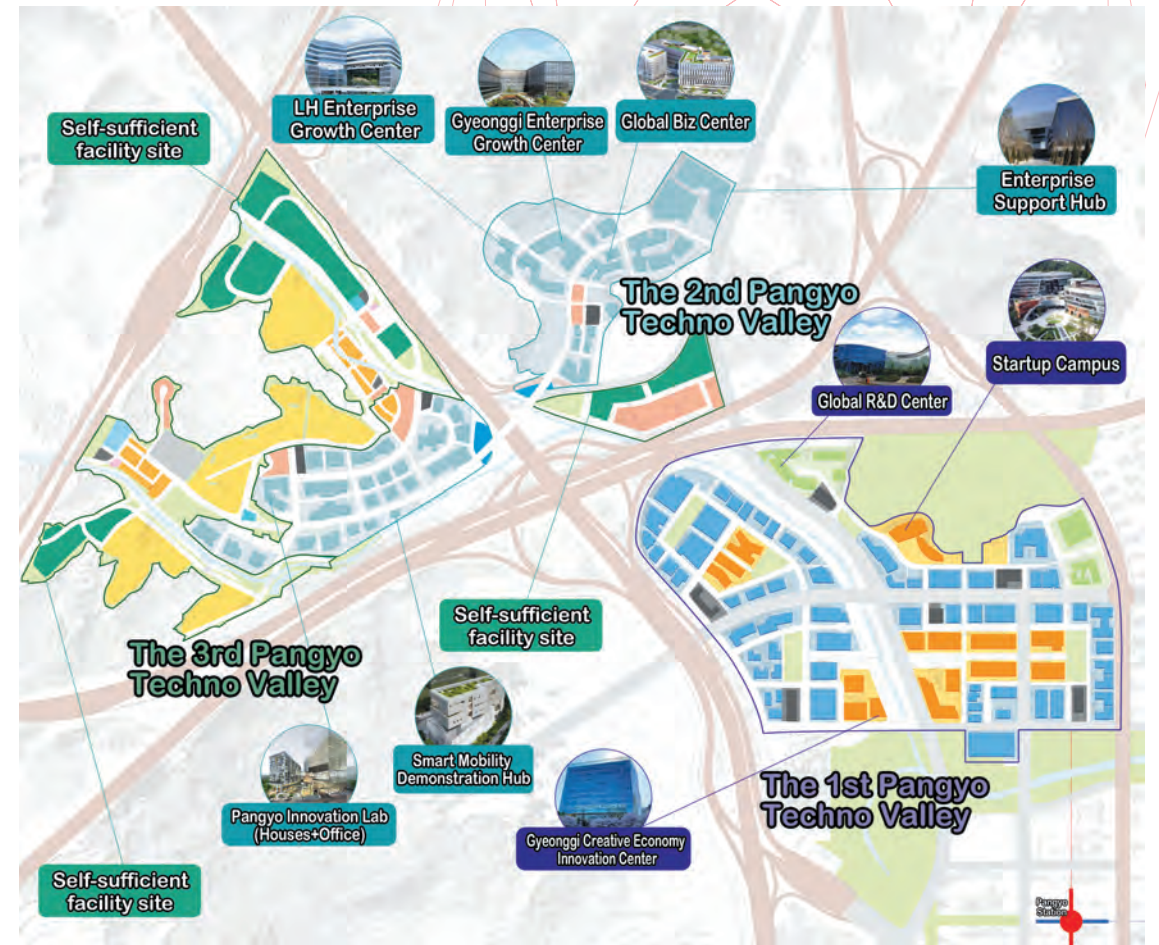 LH Enterprise
Growth Center
Gyeonggi Enterprise
Growth Center
Global Biz Center
Self-sufficient
facility site
Enterprise
Support Hub
The 2nd Pangyo
Techno Valley
Startup Campus
Global R&D Center
Self-sufficient
facility site
The 3rd Pangyo
Techno Valley
Smart Mobility
Demonstration Hub
Pangyo Innovation Lab
(Houses+Office)
The 1st Pangyo
Techno Valley
Gyeonggi Creative Economy
Innovation Center
Self-sufficient
facility site
Pangyo
Station